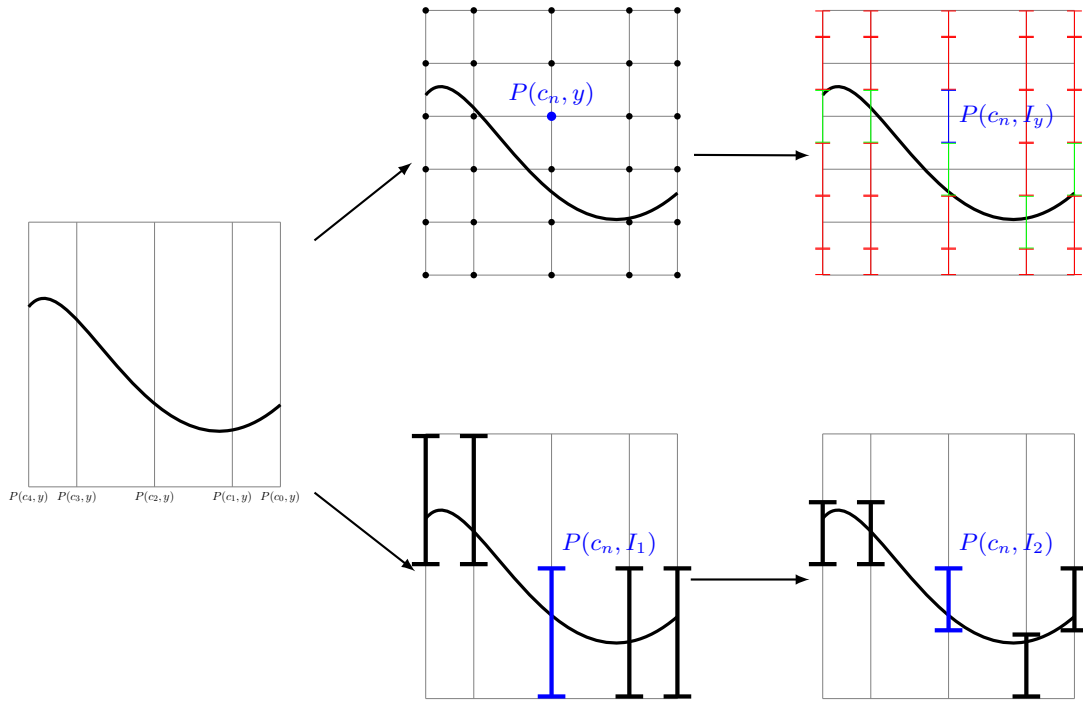 P(c_n, y)
P(c_n, I_y)
P(c_4, y) P(c_3, y) P(c_2, y) P(c_1, y) P(c_0, y)
P(c_n, I_1)
P(c_n, I_2)